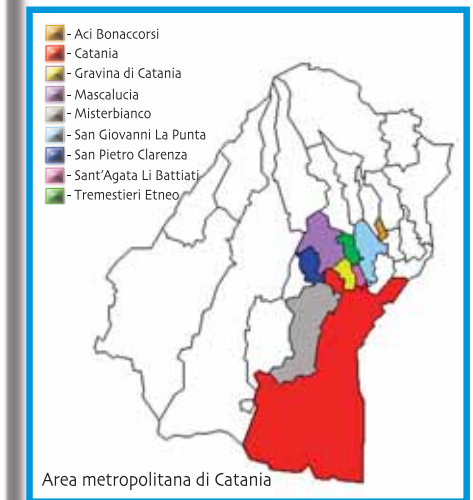 - Aci Bonaccorsi
- Catania
- Gravina di Catania
- Mascalucia
- Misterbianco
- San Giovanni La Punta
- San Pietro Clarenza
- Sant'Agata Li Battiati
- Tremestieri Etneo
Area metropolitana di Catania